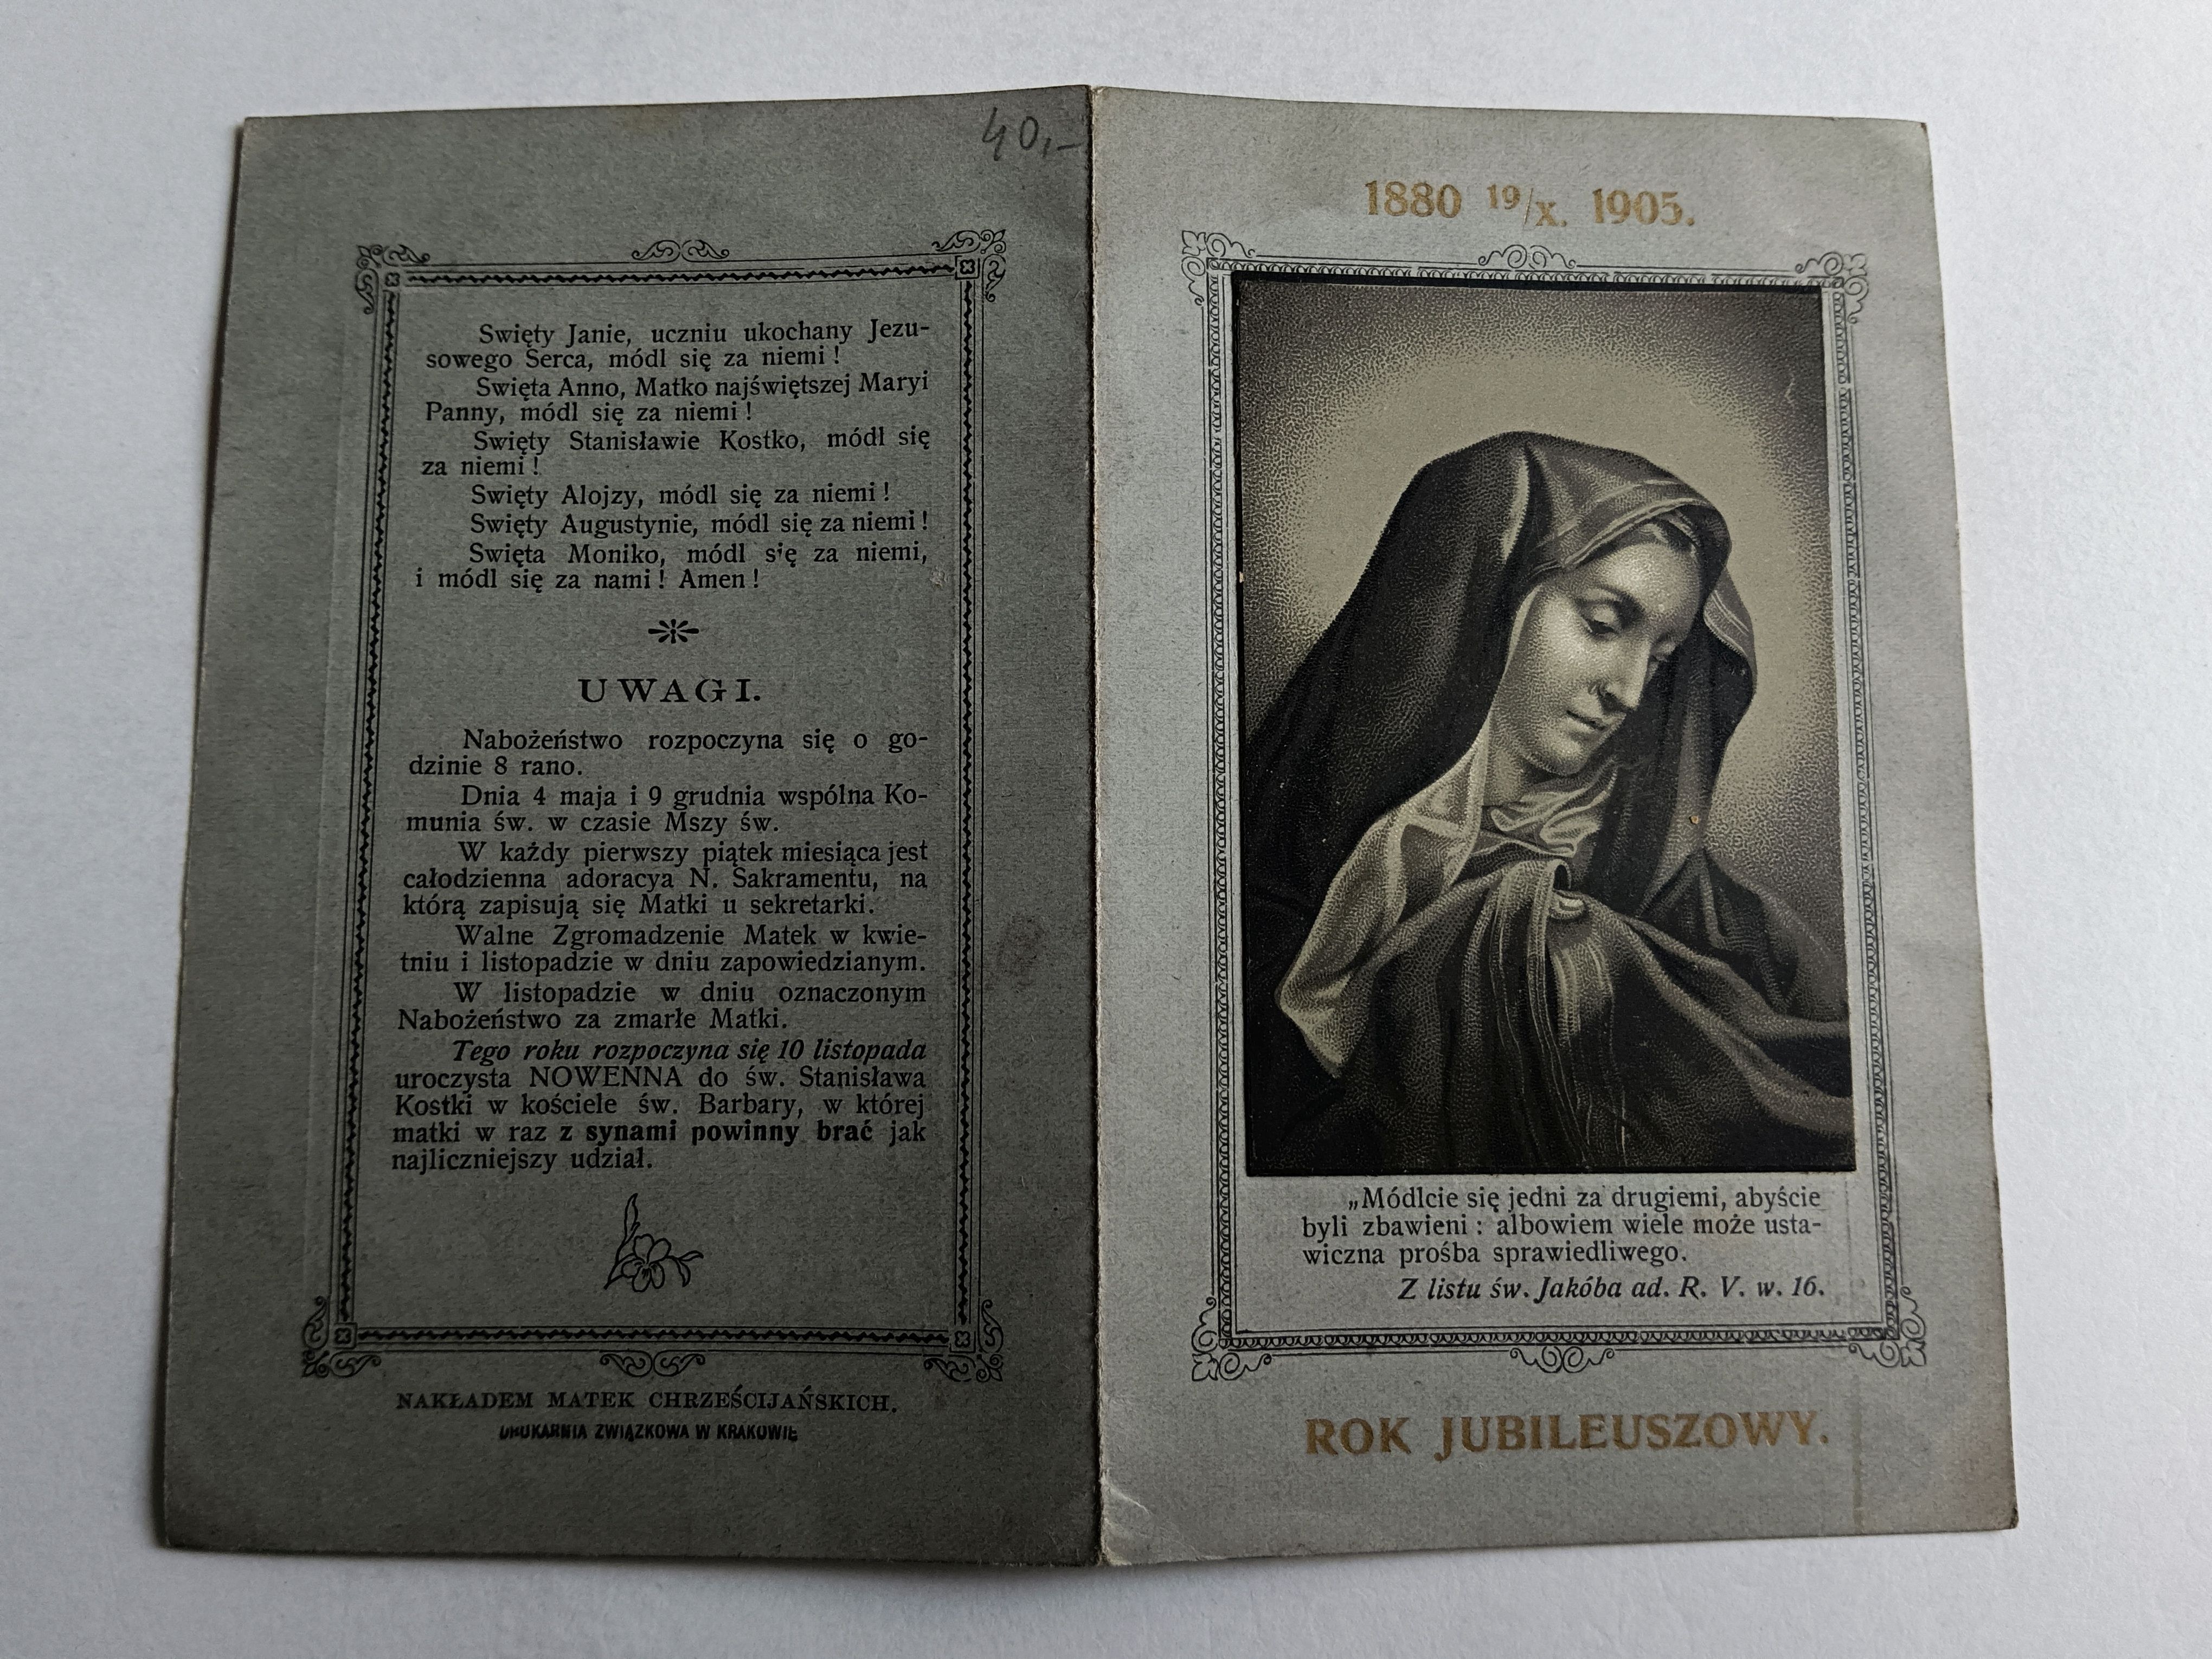 40,-
Swięty Janie, uczniu ukochany Jezu-
sowego Serca, módl się za niemi !
Swięta Anno, Matko najświętszej Maryi
Panny, módl się za niemi !
Swięty Stanisławie Kostko, módl się
za niemi !
Swięty Alojzy, módl się za niemi !
Swięty Augustynie, módl się za niemi !
Swięta Moniko, módl się za niemi,
i módl się za nami ! Amen !
UWAGI.
Nabożeństwo rozpoczyna się o go-
dzinie 8 rano.
Dnia 4 maja i 9 grudnia wspólna Ko-
munia św. w czasie Mszy św.
W każdy pierwszy piątek miesiąca jest
całodzienna adoracya N. Sakramentu, na
którą zapisują się Matki u sekretarki.
Walne Zgromadzenie Matek w kwie-
tniu i listopadzie w dniu zapowiedzianym.
W listopadzie w dniu oznaczonym
Nabożeństwo za zmarłe Matki.
Tego roku rozpoczyna się 10 listopada
uroczysta NOWENNA do św. Stanisława
Kostki w kościele św. Barbary, w której
matki w raz z synami powinny brać jak
najliczniejszy udział.
NAKŁADEM MATEK CHRZEŚCIJAŃSKICH.
DRUKARNIA ZWIĄZKOWA W KRAKOWIE
1880 19/X. 1905.
„Módlcie się jedni za drugiemi, abyście
byli zbawieni : albowiem wiele może usta-
wiczna prośba sprawiedliwego.
Z listu św. Jakóba ad. R. V. w. 16.
ROK JUBILEUSZOWY.